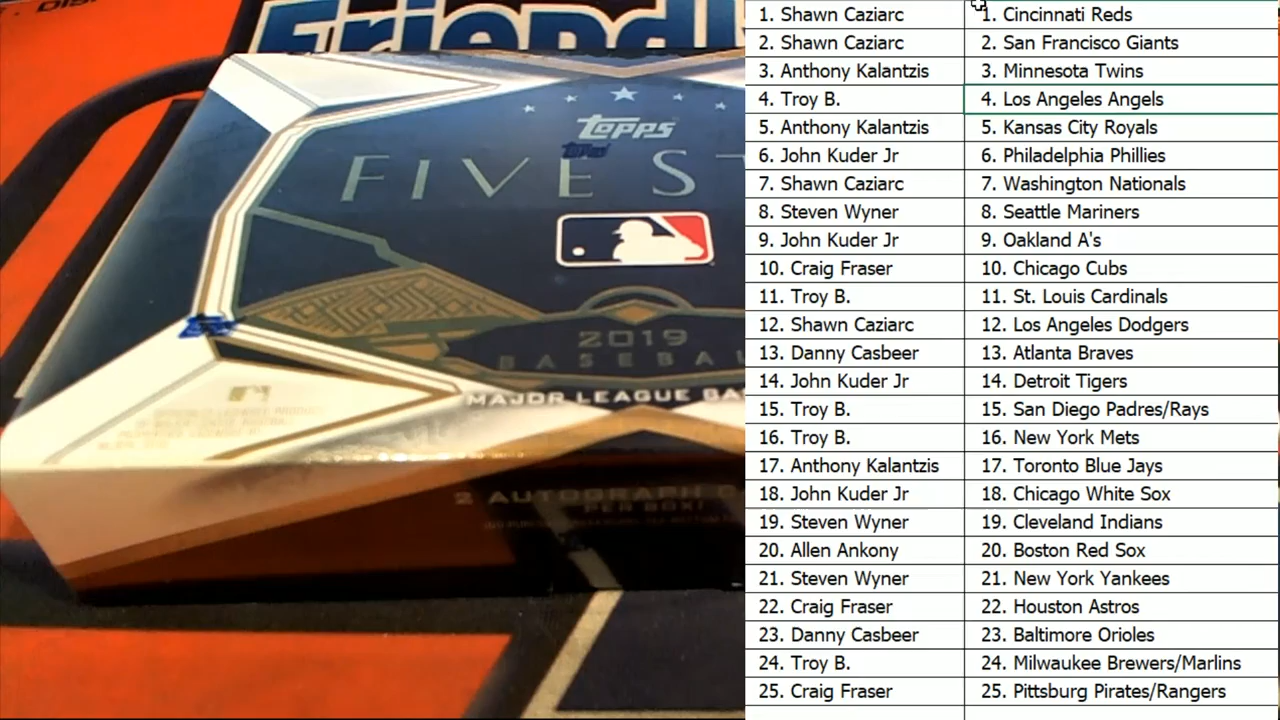 Friendl
topps
FIVE ST
2019
BASEBAL
MAJOR LEAGUE BA
2 AUTOGRAPH C
PER BOX!
1. Shawn Caziarc 1. Cincinnati Reds
2. Shawn Caziarc 2. San Francisco Giants
3. Anthony Kalantzis 3. Minnesota Twins
4. Troy B. 4. Los Angeles Angels
5. Anthony Kalantzis 5. Kansas City Royals
6. John Kuder Jr 6. Philadelphia Phillies
7. Shawn Caziarc 7. Washington Nationals
8. Steven Wyner 8. Seattle Mariners
9. John Kuder Jr 9. Oakland A's
10. Craig Fraser 10. Chicago Cubs
11. Troy B. 11. St. Louis Cardinals
12. Shawn Caziarc 12. Los Angeles Dodgers
13. Danny Casbeer 13. Atlanta Braves
14. John Kuder Jr 14. Detroit Tigers
15. Troy B. 15. San Diego Padres/Rays
16. Troy B. 16. New York Mets
17. Anthony Kalantzis 17. Toronto Blue Jays
18. John Kuder Jr 18. Chicago White Sox
19. Steven Wyner 19. Cleveland Indians
20. Allen Ankony 20. Boston Red Sox
21. Steven Wyner 21. New York Yankees
22. Craig Fraser 22. Houston Astros
23. Danny Casbeer 23. Baltimore Orioles
24. Troy B. 24. Milwaukee Brewers/Marlins
25. Craig Fraser 25. Pittsburg Pirates/Rangers